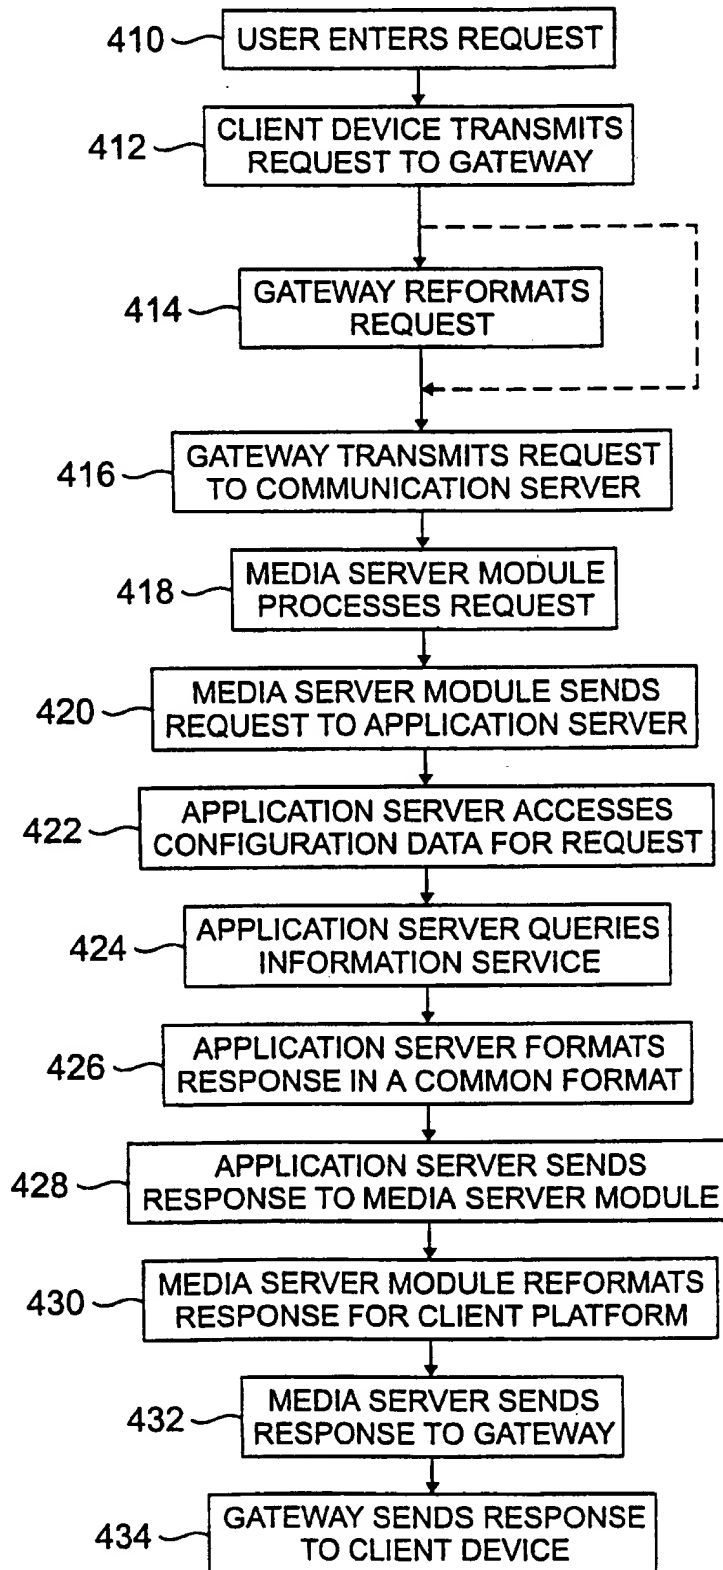 410 USER ENTERS REQUEST
412 CLIENT DEVICE TRANSMITS
REQUEST TO GATEWAY
414 GATEWAY REFORMATS
REQUEST
416 GATEWAY TRANSMITS REQUEST
TO COMMUNICATION SERVER
418 MEDIA SERVER MODULE
PROCESSES REQUEST
420 MEDIA SERVER MODULE SENDS
REQUEST TO APPLICATION SERVER
422 APPLICATION SERVER ACCESSES
CONFIGURATION DATA FOR REQUEST
424 APPLICATION SERVER QUERIES
INFORMATION SERVICE
426 APPLICATION SERVER FORMATS
RESPONSE IN A COMMON FORMAT
428 APPLICATION SERVER SENDS
RESPONSE TO MEDIA SERVER MODULE
430 MEDIA SERVER MODULE REFORMATS
RESPONSE FOR CLIENT PLATFORM
432 MEDIA SERVER SENDS
RESPONSE TO GATEWAY
434 GATEWAY SENDS RESPONSE
TO CLIENT DEVICE